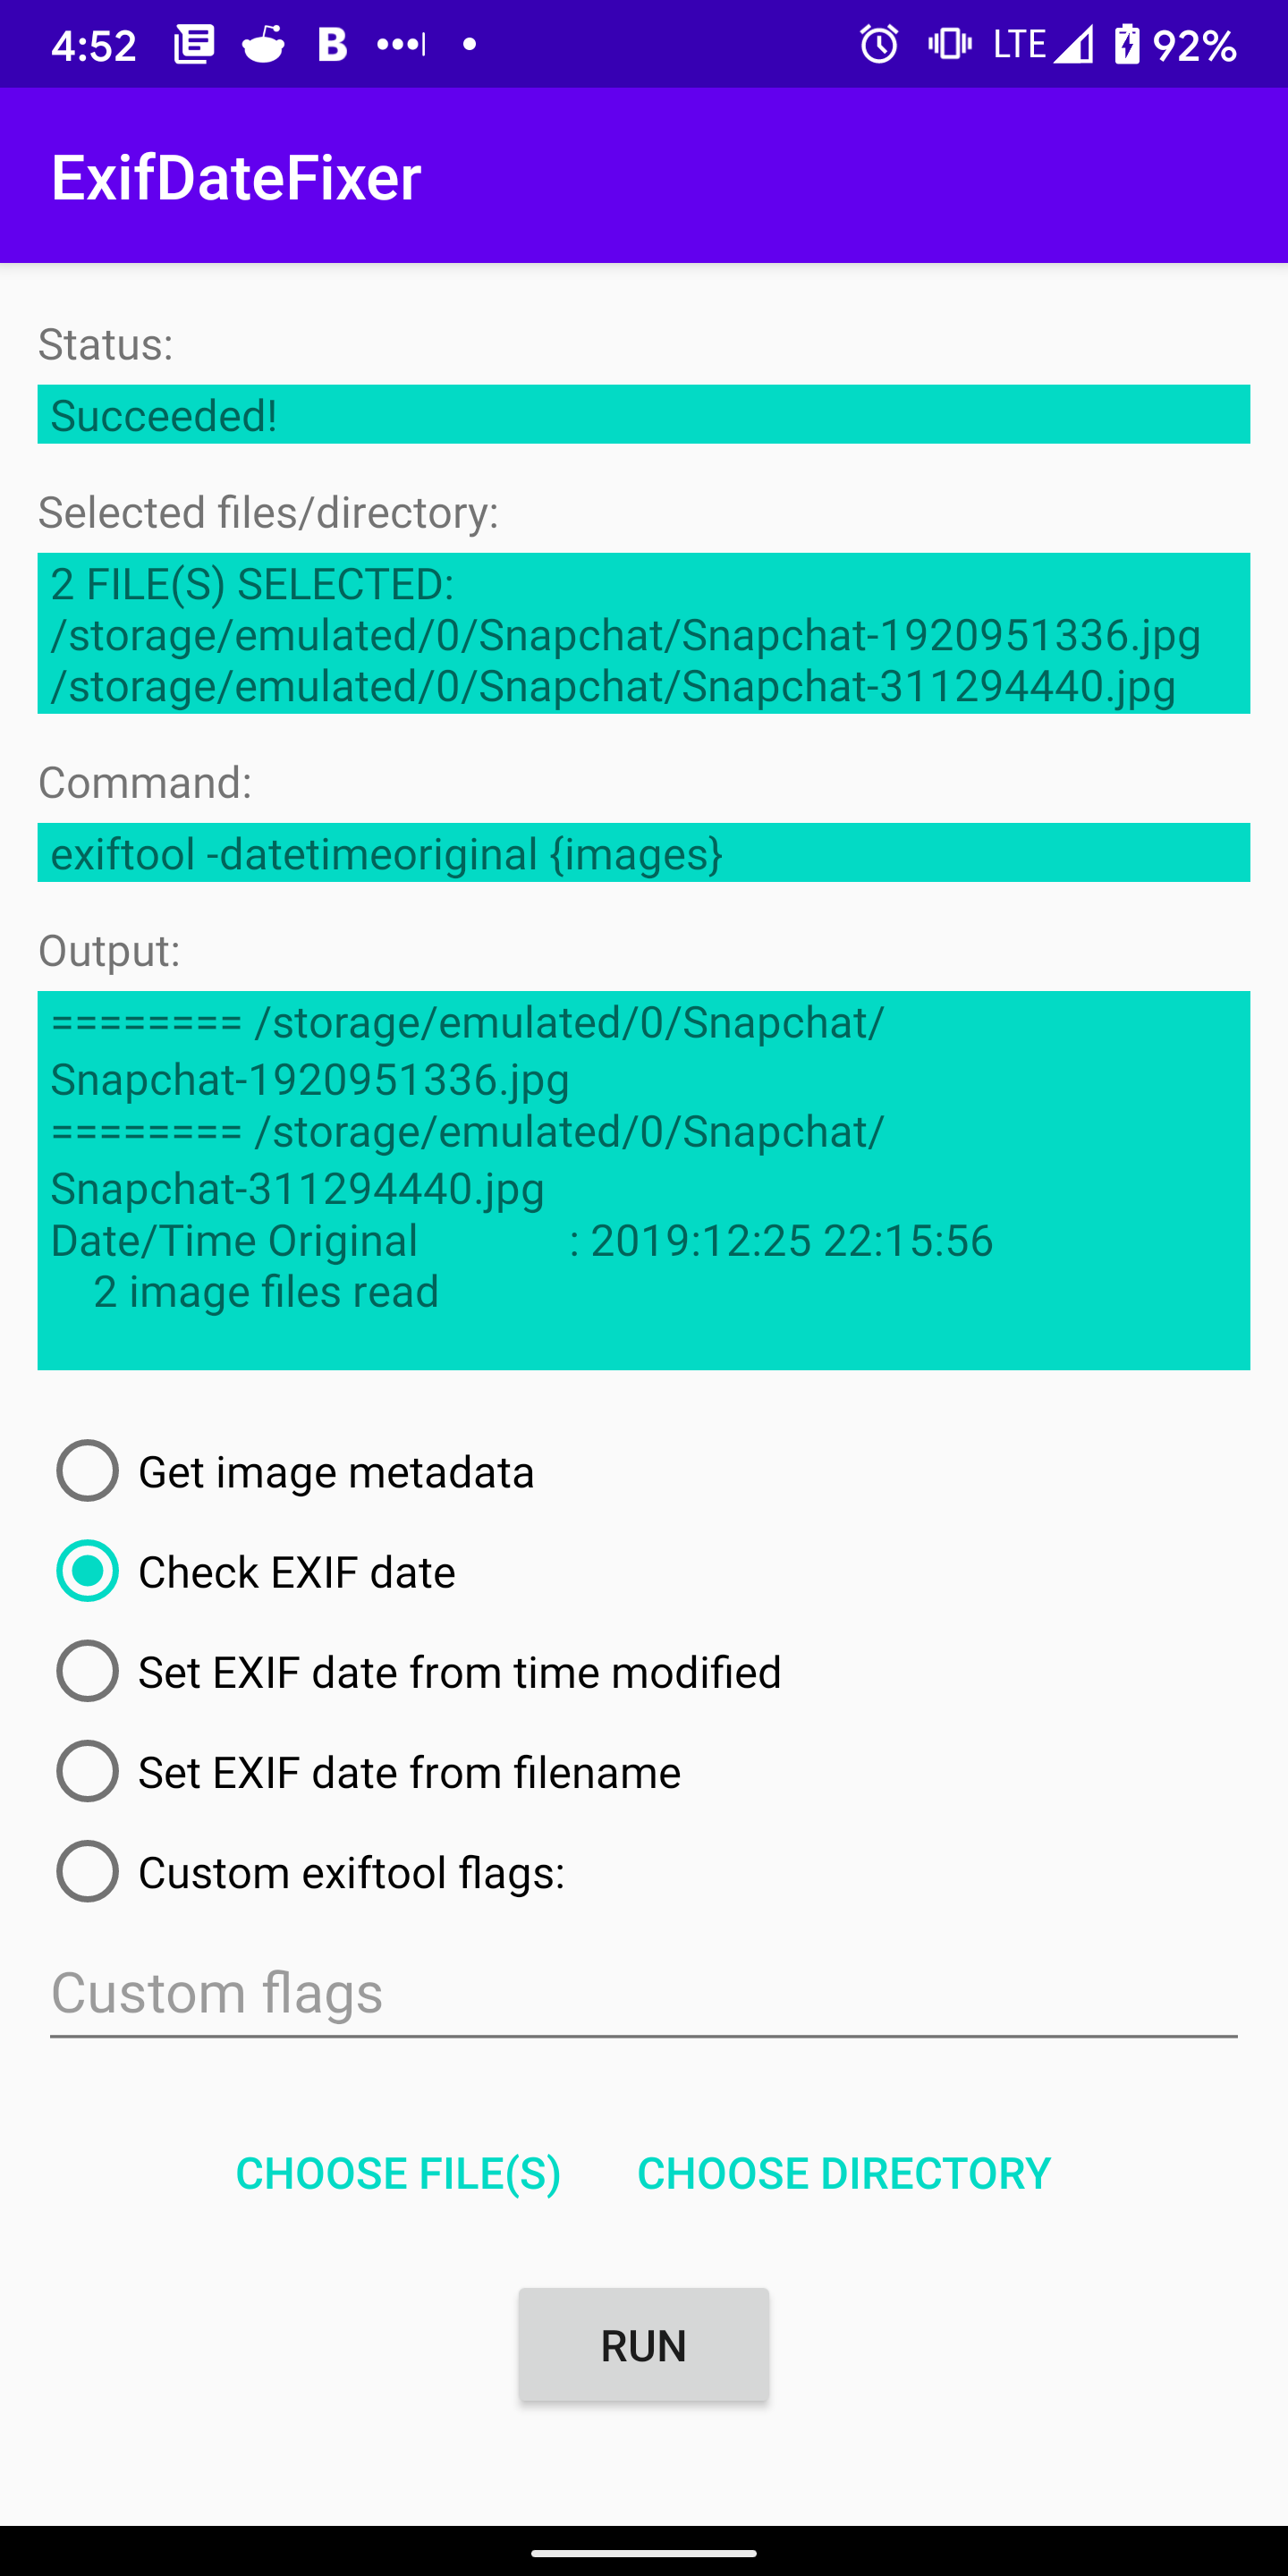 4:52 B LTE 92%
ExifDateFixer
Status:
Succeeded!
Selected files/directory:
2 FILE(S) SELECTED:
/storage/emulated/0/Snapchat/Snapchat-1920951336.jpg
/storage/emulated/0/Snapchat/Snapchat-311294440.jpg
Command:
exiftool -datetimeoriginal {images}
Output:
======== /storage/emulated/0/Snapchat/
Snapchat-1920951336.jpg
======== /storage/emulated/0/Snapchat/
Snapchat-311294440.jpg
Date/Time Original : 2019:12:25 22:15:56
2 image files read
Get image metadata
Check EXIF date
Set EXIF date from time modified
Set EXIF date from filename
Custom exiftool flags:
Custom flags
CHOOSE FILE(S) CHOOSE DIRECTORY
RUN